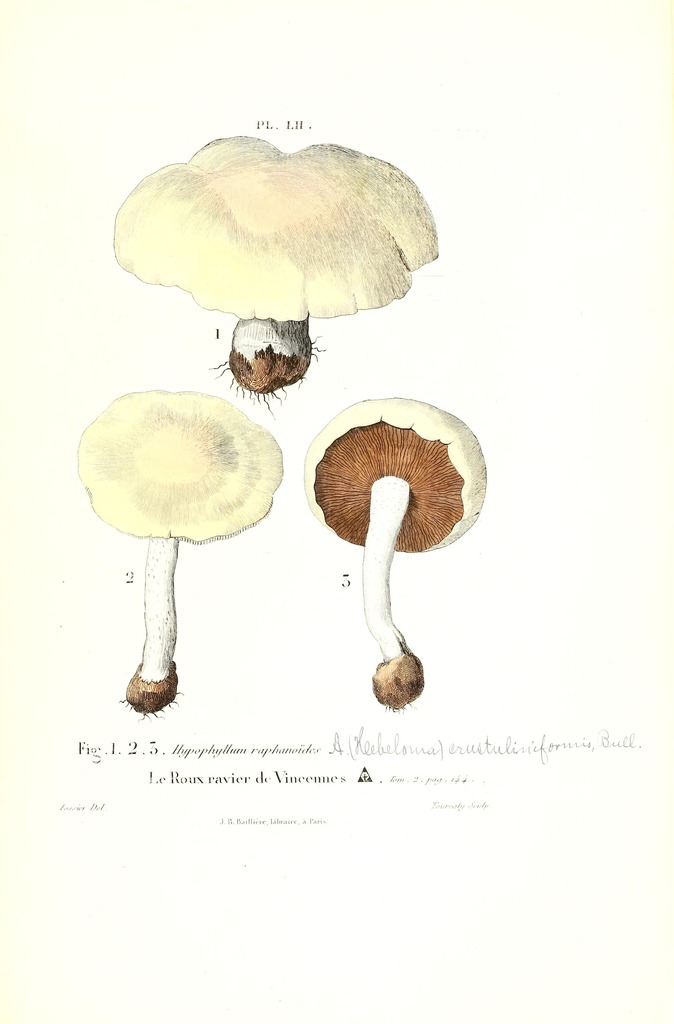 PL. LII.
1
2
3
Fig. 1. 2. 3. Hypophyllum raphanoïdes A. (Hebeloma) crustuliniformis, Bull.
Le Roux ravier de Vincennes. Tom. 2. pag. 144.
Fossier Del.
Sculp.
J. B. Baillière, libraire, à Paris.